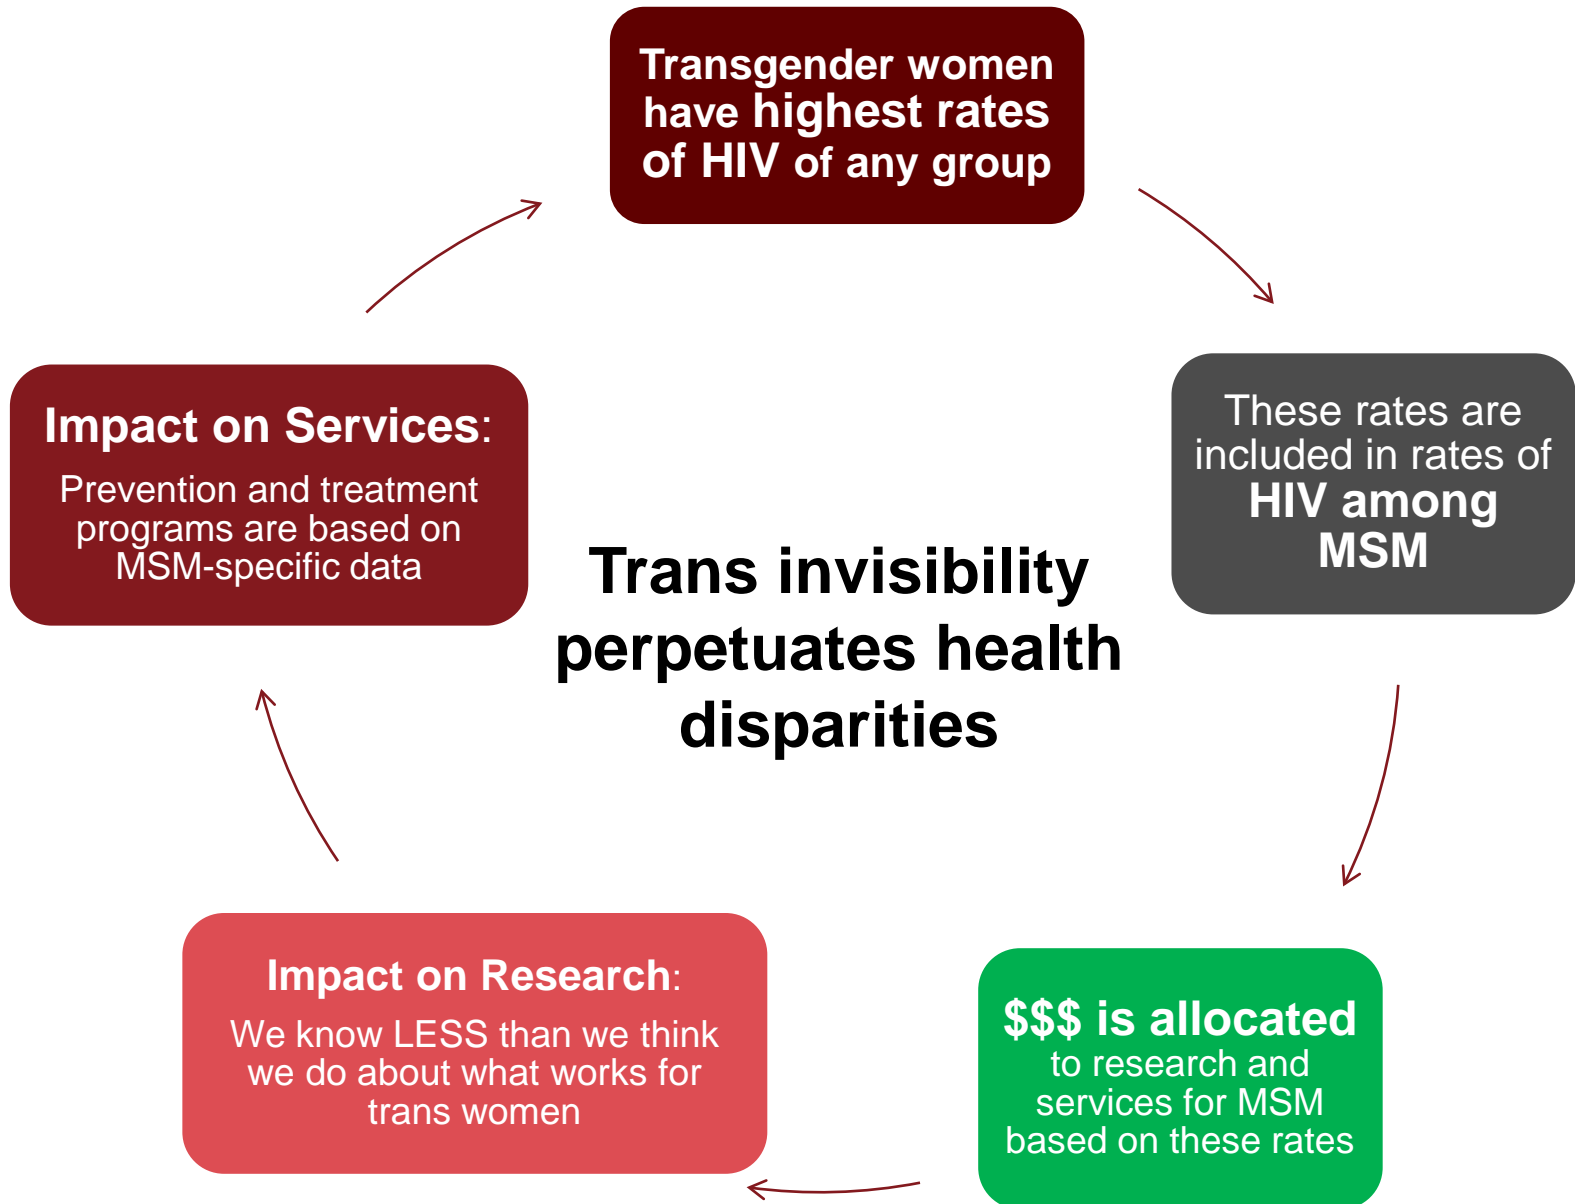 Transgender women
have highest rates
of HIV of any group
These rates are
included in rates of
HIV among
MSM
$$$ is allocated
to research and
services for MSM
based on these rates
Impact on Research:
We know LESS than we think
we do about what works for
trans women
Impact on Services:
Prevention and treatment
programs are based on
MSM-specific data
Trans invisibility
perpetuates health
disparities